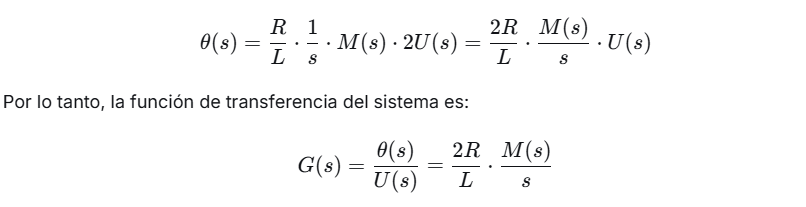 θ(s) = R/L · 1/s · M(s) · 2U(s) = 2R/L · M(s)/s · U(s)
Por lo tanto, la función de transferencia del sistema es:
G(s) = θ(s)/U(s) = 2R/L · M(s)/s